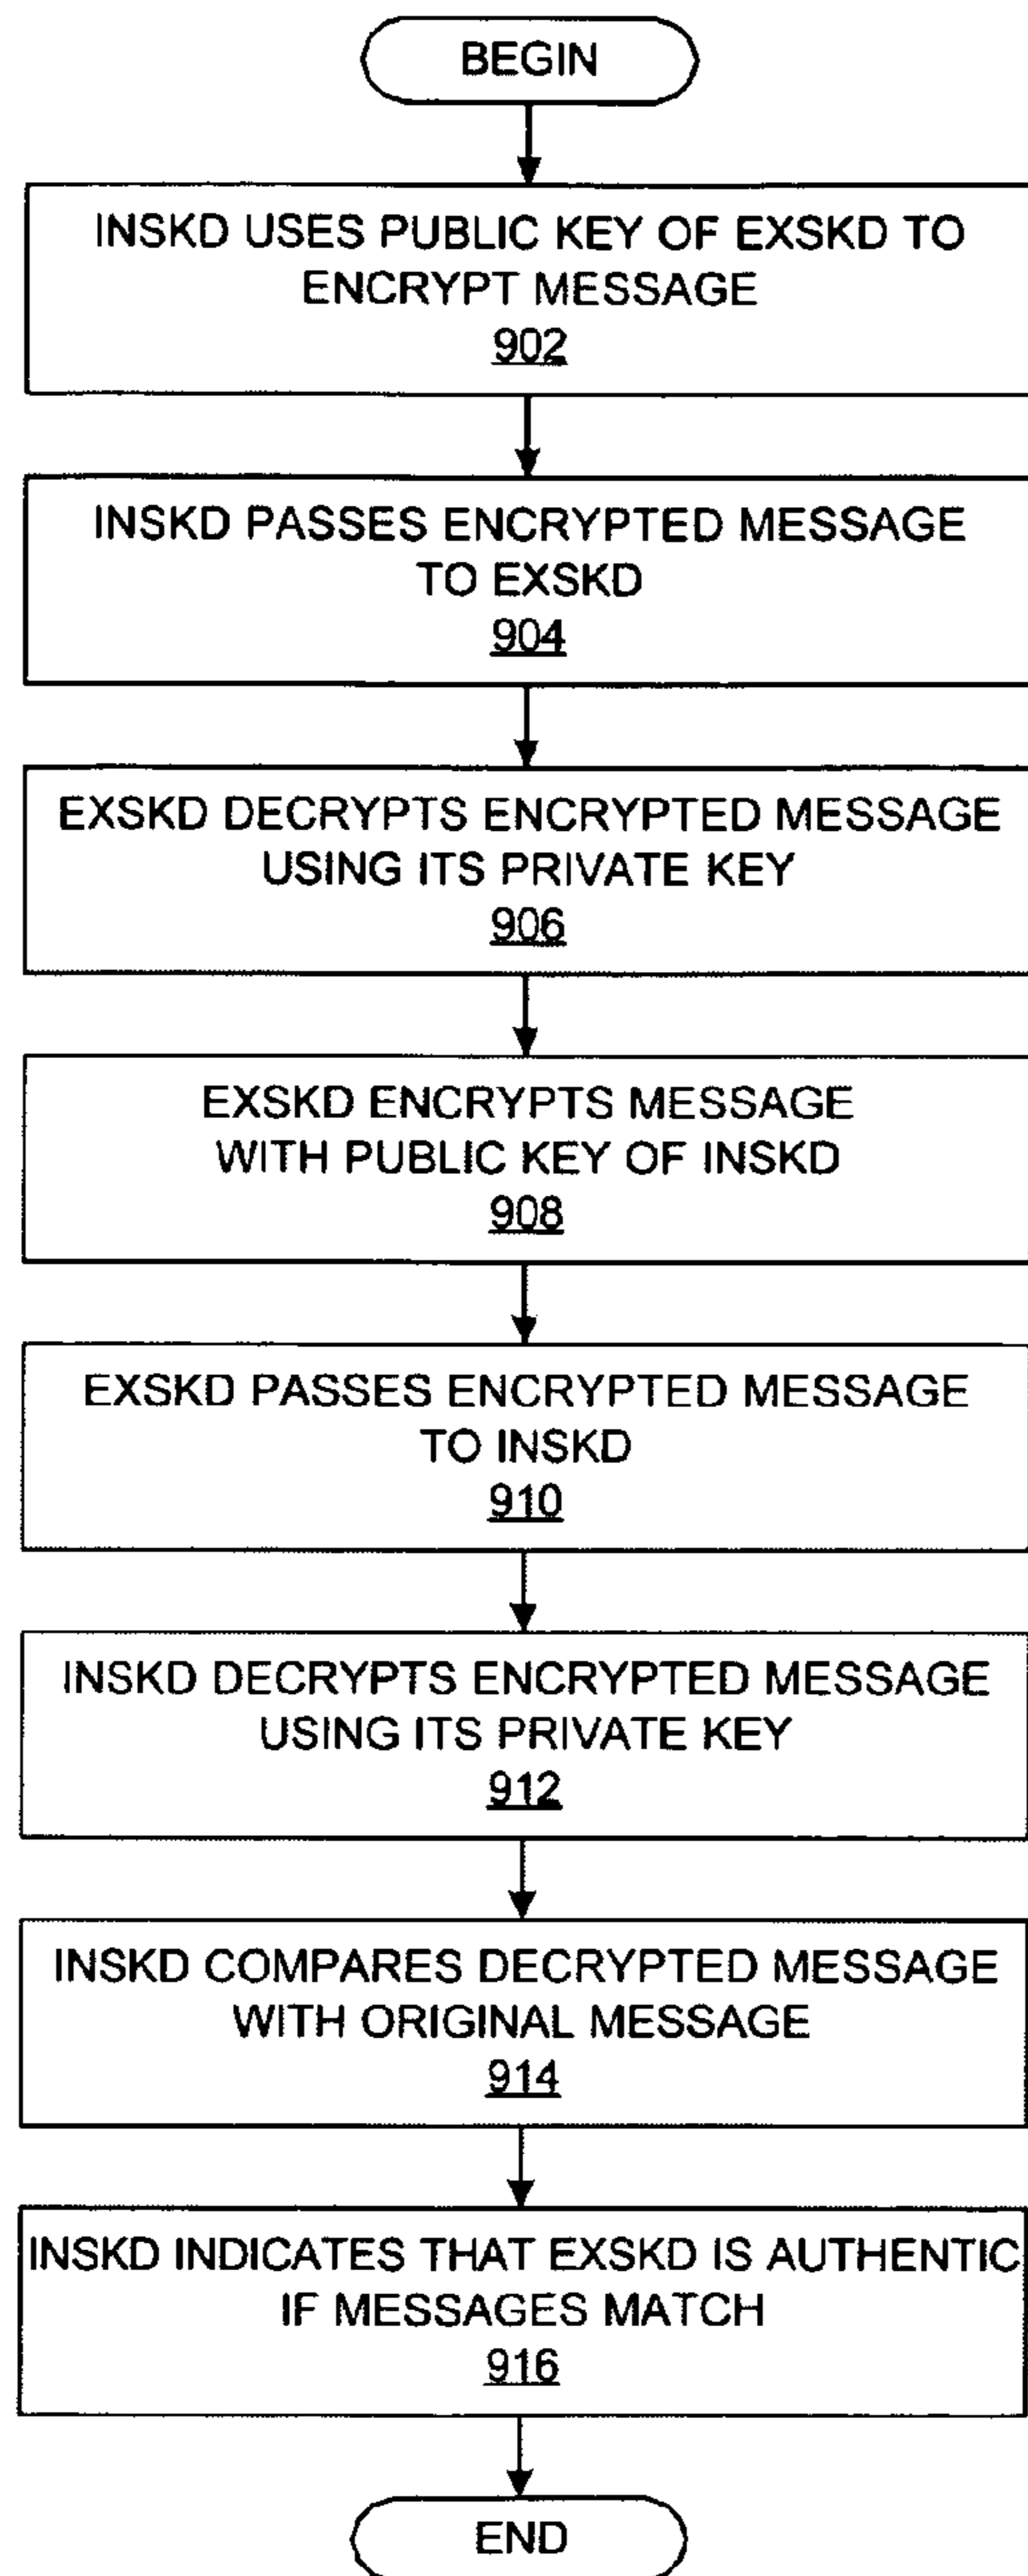 BEGIN
INSKD USES PUBLIC KEY OF EXSKD TO
ENCRYPT MESSAGE
902
INSKD PASSES ENCRYPTED MESSAGE
TO EXSKD
904
EXSKD DECRYPTS ENCRYPTED MESSAGE
USING ITS PRIVATE KEY
906
EXSKD ENCRYPTS MESSAGE
WITH PUBLIC KEY OF INSKD
908
EXSKD PASSES ENCRYPTED MESSAGE
TO INSKD
910
INSKD DECRYPTS ENCRYPTED MESSAGE
USING ITS PRIVATE KEY
912
INSKD COMPARES DECRYPTED MESSAGE
WITH ORIGINAL MESSAGE
914
INSKD INDICATES THAT EXSKD IS AUTHENTIC
IF MESSAGES MATCH
916
END